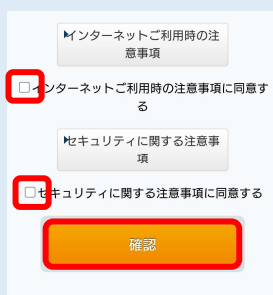 インターネットご利用時の注
意事項
インターネットご利用時の注意事項に同意す
る
セキュリティに関する注意事
項
セキュリティに関する注意事項に同意する
確認